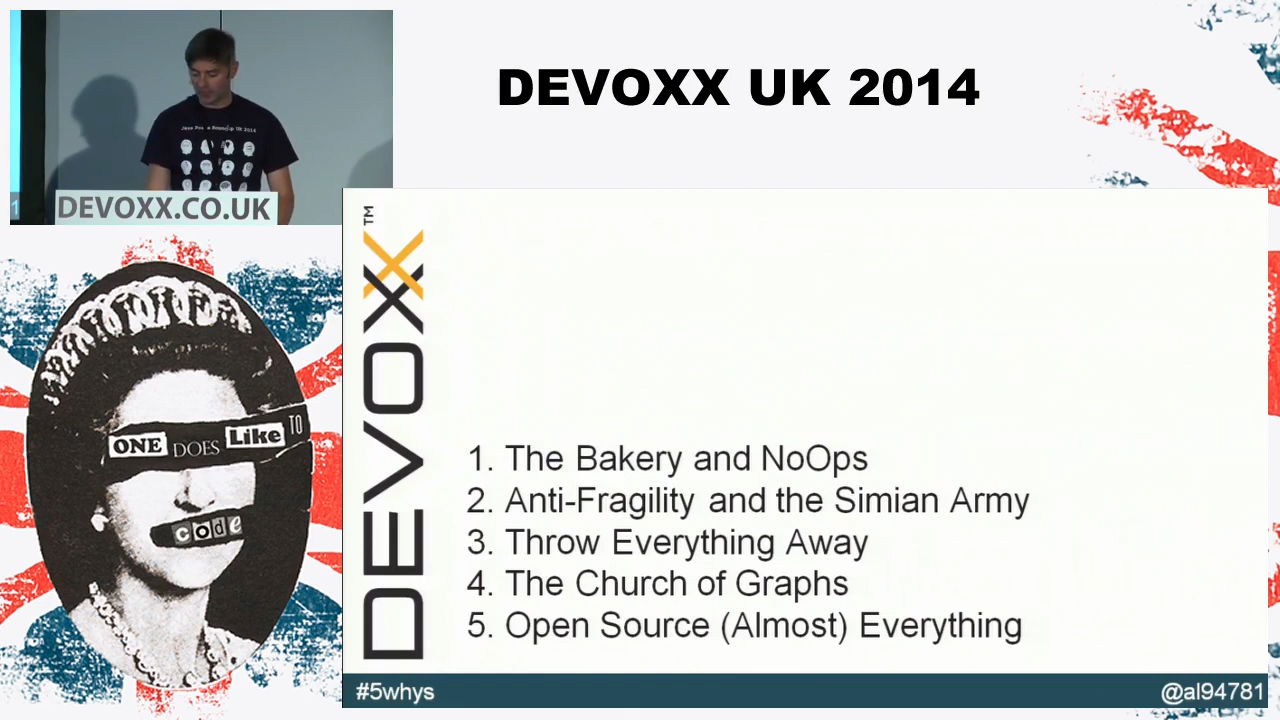 DEVOXX UK 2014
DEVOXX.CO.UK
1
ONE DOES Like TO
code
DEVOXX™
1. The Bakery and NoOps
2. Anti-Fragility and the Simian Army
3. Throw Everything Away
4. The Church of Graphs
5. Open Source (Almost) Everything
#5whys
@al94781